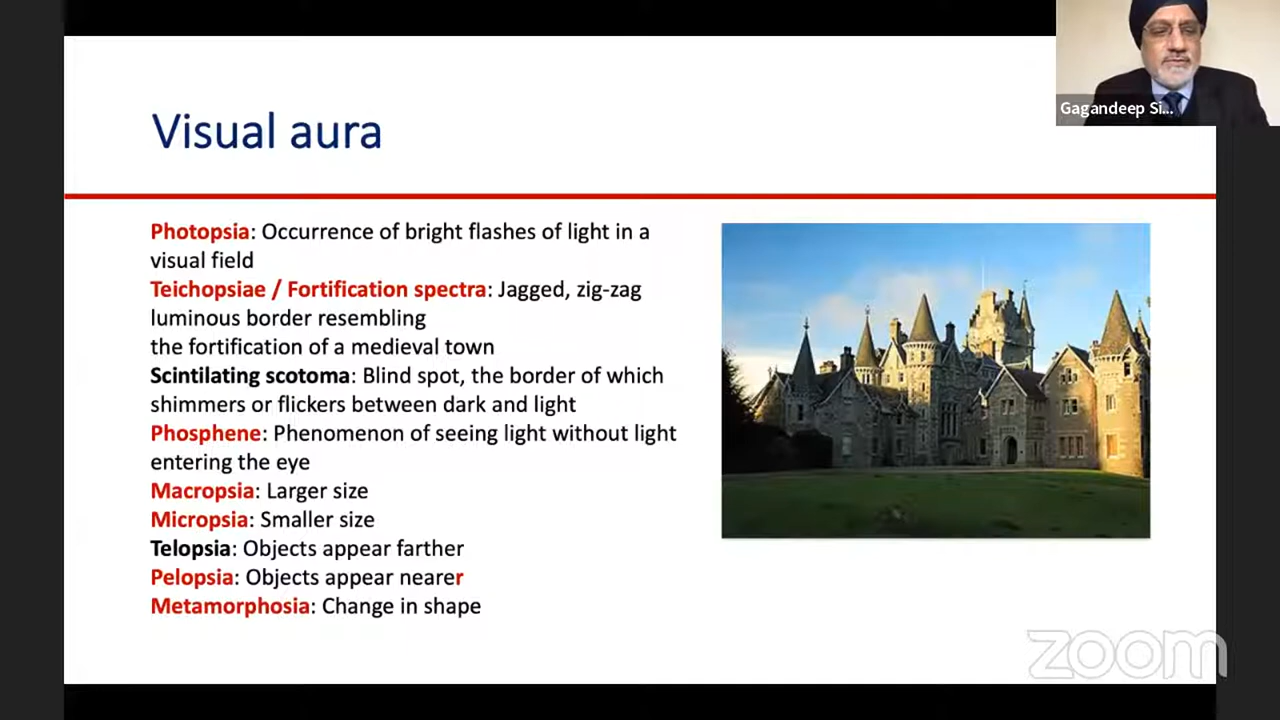 Gagandeep Si...
Visual aura
Photopsia: Occurrence of bright flashes of light in a
visual field
Teichopsiae / Fortification spectra: Jagged, zig-zag
luminous border resembling
the fortification of a medieval town
Scintilating scotoma: Blind spot, the border of which
shimmers or flickers between dark and light
Phosphene: Phenomenon of seeing light without light
entering the eye
Macropsia: Larger size
Micropsia: Smaller size
Telopsia: Objects appear farther
Pelopsia: Objects appear nearer
Metamorphosia: Change in shape
zoom